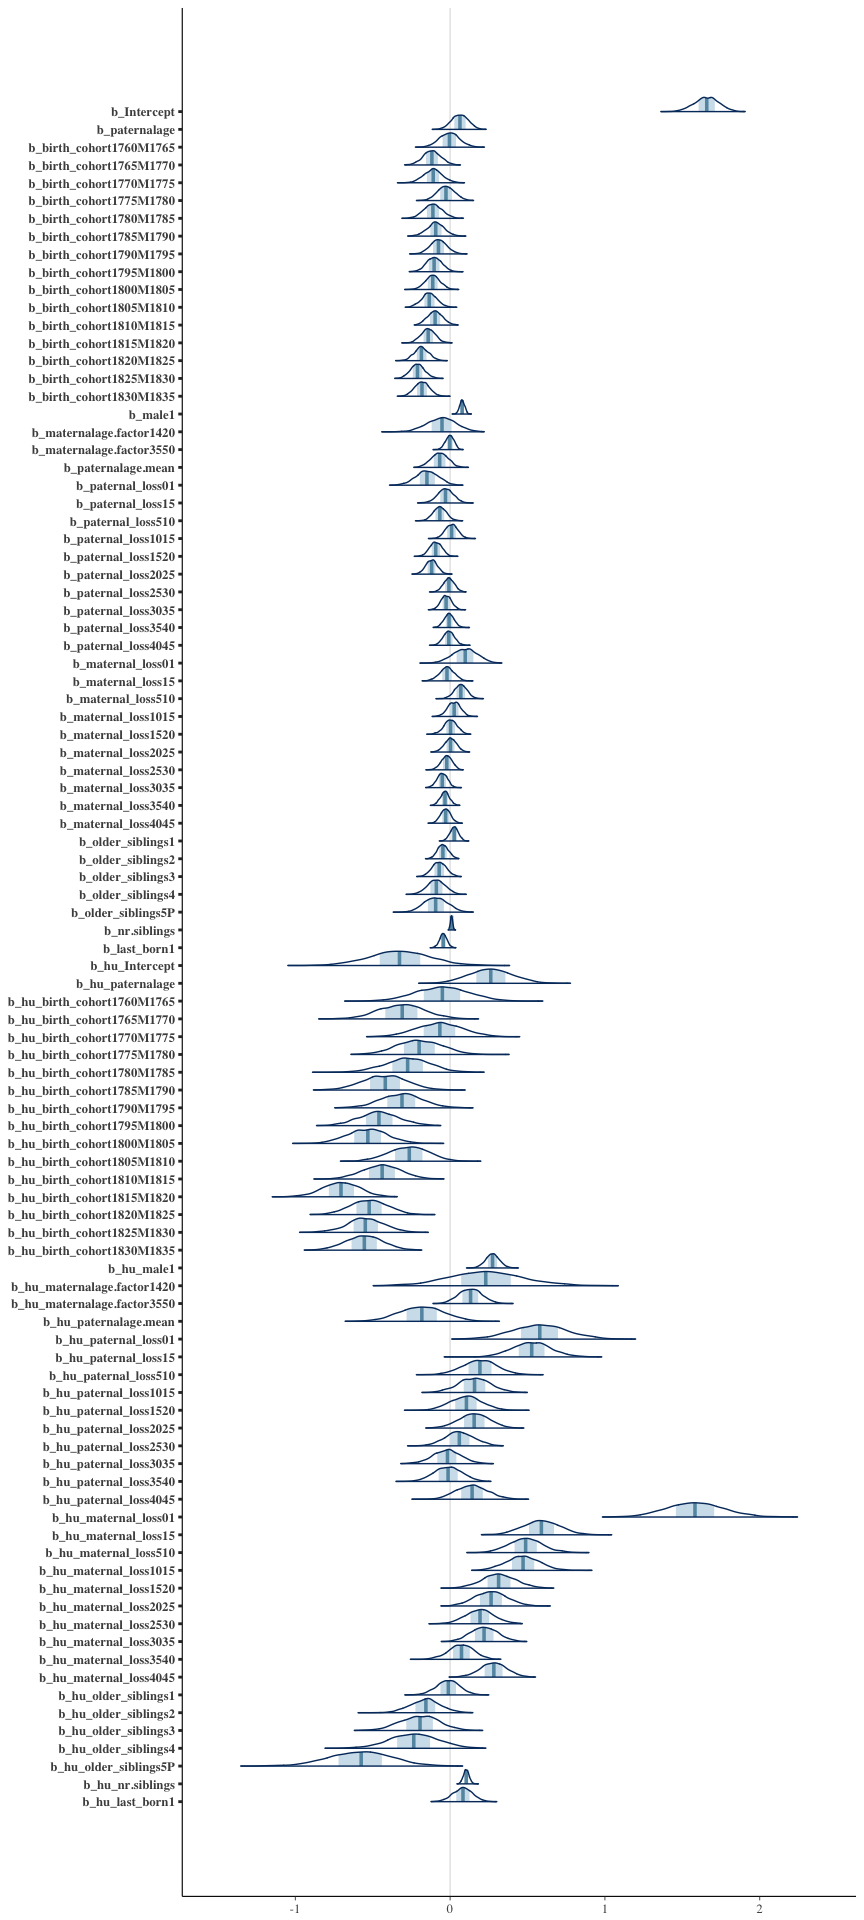 b_Intercept
b_paternalage
b_birth_cohort1760M1765
b_birth_cohort1765M1770
b_birth_cohort1770M1775
b_birth_cohort1775M1780
b_birth_cohort1780M1785
b_birth_cohort1785M1790
b_birth_cohort1790M1795
b_birth_cohort1795M1800
b_birth_cohort1800M1805
b_birth_cohort1805M1810
b_birth_cohort1810M1815
b_birth_cohort1815M1820
b_birth_cohort1820M1825
b_birth_cohort1825M1830
b_birth_cohort1830M1835
b_male1
b_maternalage.factor1420
b_maternalage.factor3550
b_paternalage.mean
b_paternal_loss01
b_paternal_loss15
b_paternal_loss510
b_paternal_loss1015
b_paternal_loss1520
b_paternal_loss2025
b_paternal_loss2530
b_paternal_loss3035
b_paternal_loss3540
b_paternal_loss4045
b_maternal_loss01
b_maternal_loss15
b_maternal_loss510
b_maternal_loss1015
b_maternal_loss1520
b_maternal_loss2025
b_maternal_loss2530
b_maternal_loss3035
b_maternal_loss3540
b_maternal_loss4045
b_older_siblings1
b_older_siblings2
b_older_siblings3
b_older_siblings4
b_older_siblings5P
b_nr.siblings
b_last_born1
b_hu_Intercept
b_hu_paternalage
b_hu_birth_cohort1760M1765
b_hu_birth_cohort1765M1770
b_hu_birth_cohort1770M1775
b_hu_birth_cohort1775M1780
b_hu_birth_cohort1780M1785
b_hu_birth_cohort1785M1790
b_hu_birth_cohort1790M1795
b_hu_birth_cohort1795M1800
b_hu_birth_cohort1800M1805
b_hu_birth_cohort1805M1810
b_hu_birth_cohort1810M1815
b_hu_birth_cohort1815M1820
b_hu_birth_cohort1820M1825
b_hu_birth_cohort1825M1830
b_hu_birth_cohort1830M1835
b_hu_male1
b_hu_maternalage.factor1420
b_hu_maternalage.factor3550
b_hu_paternalage.mean
b_hu_paternal_loss01
b_hu_paternal_loss15
b_hu_paternal_loss510
b_hu_paternal_loss1015
b_hu_paternal_loss1520
b_hu_paternal_loss2025
b_hu_paternal_loss2530
b_hu_paternal_loss3035
b_hu_paternal_loss3540
b_hu_paternal_loss4045
b_hu_maternal_loss01
b_hu_maternal_loss15
b_hu_maternal_loss510
b_hu_maternal_loss1015
b_hu_maternal_loss1520
b_hu_maternal_loss2025
b_hu_maternal_loss2530
b_hu_maternal_loss3035
b_hu_maternal_loss3540
b_hu_maternal_loss4045
b_hu_older_siblings1
b_hu_older_siblings2
b_hu_older_siblings3
b_hu_older_siblings4
b_hu_older_siblings5P
b_hu_nr.siblings
b_hu_last_born1
-1 0 1 2